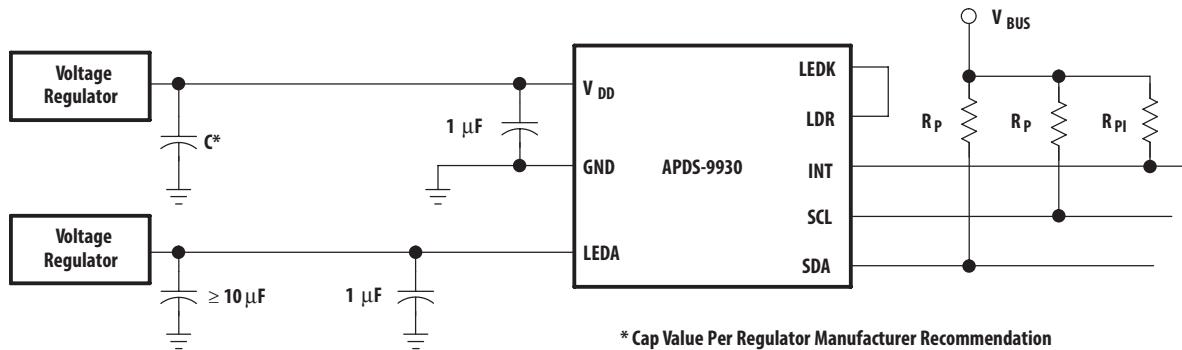 Voltage
Regulator
C*
1 µF
V DD
GND
APDS-9930
LEDK
LDR
INT
SCL
SDA
V BUS
R P
R P
R PI
Voltage
Regulator
≥ 10 µF
1 µF
LEDA
* Cap Value Per Regulator Manufacturer Recommendation